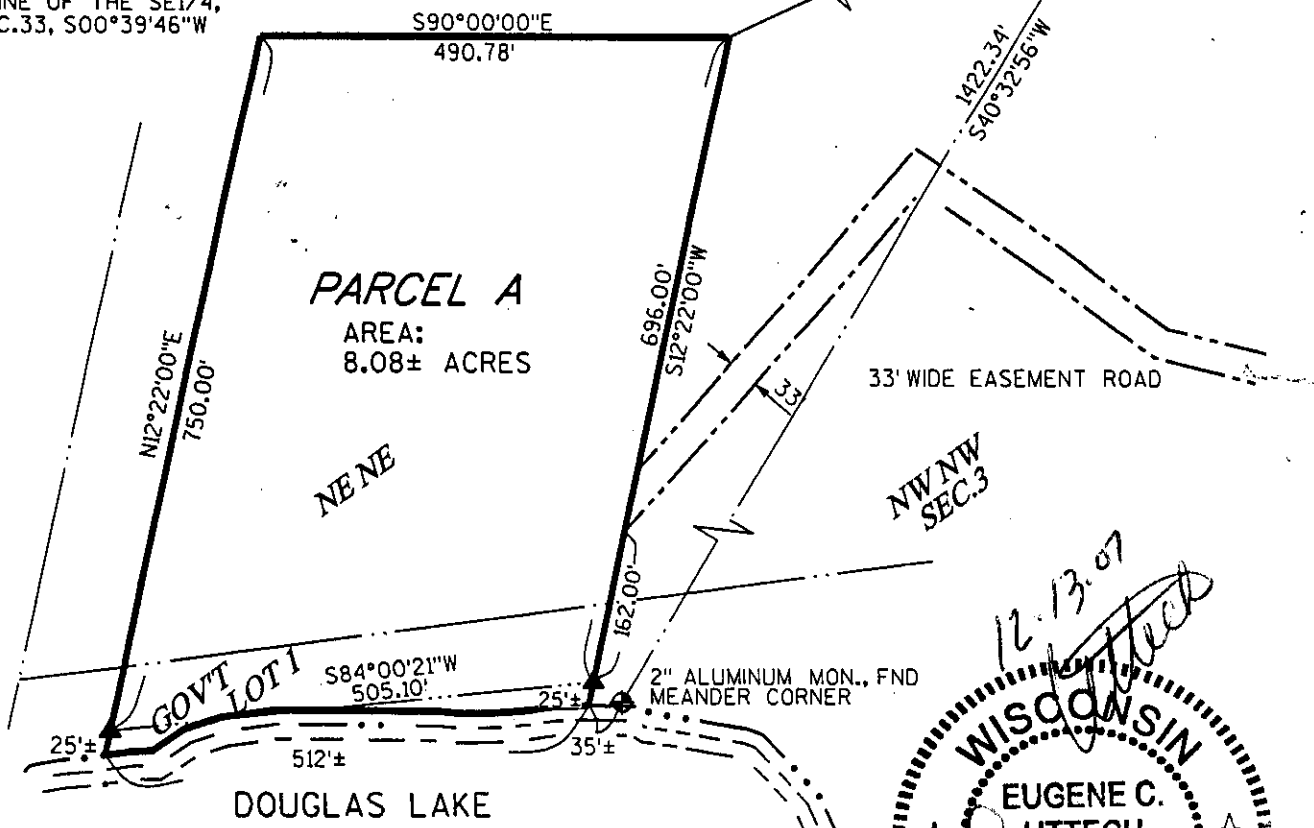 INE OF THE SE1/4,
C.33, S00°39'46"W
S90°00'00"E
490.78'
1422.34'
S40°32'56"W
PARCEL A
AREA:
8.08± ACRES
N12°22'00"E
750.00'
696.00'
S12°22'00"W
33'
33' WIDE EASEMENT ROAD
NE NE
NW NW
SEC.3
162.00'
GOV'T
LOT 1
S84°00'21"W
505.10'
25'±
2" ALUMINUM MON., FND
MEANDER CORNER
25'±
35'±
512'±
DOUGLAS LAKE
12.13.07
WISCONSIN
EUGENE C.
UTTECH